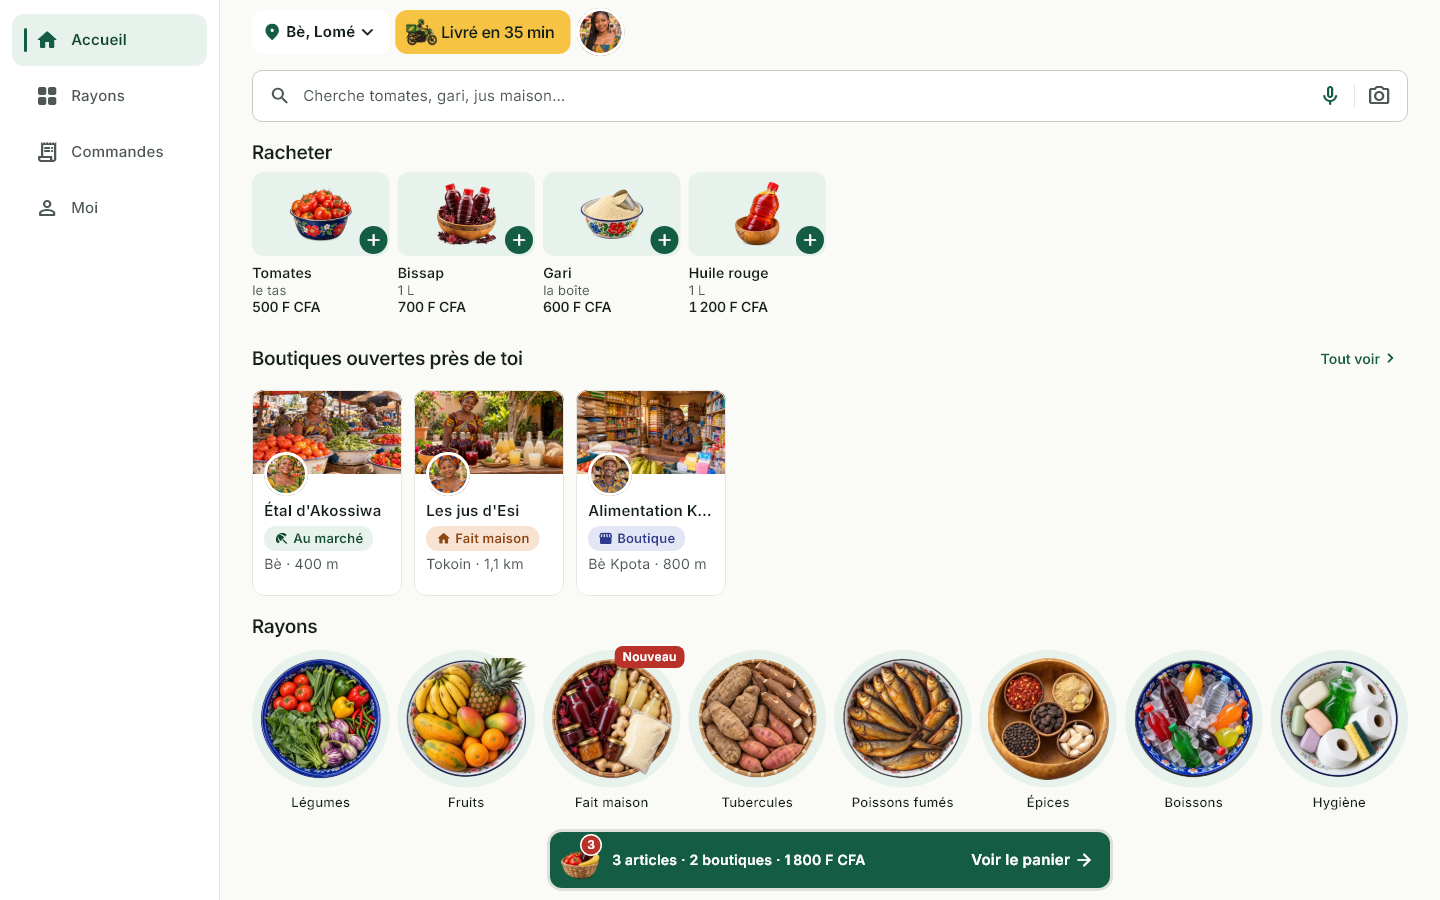 Accueil
Rayons
Commandes
Moi
Bè, Lomé
Livré en 35 min
Cherche tomates, gari, jus maison...
Racheter
Tomates
le tas
500 F CFA
Bissap
1 L
700 F CFA
Gari
la boîte
600 F CFA
Huile rouge
1 L
1 200 F CFA
Boutiques ouvertes près de toi
Tout voir
Étal d'Akossiwa
Au marché
Bè · 400 m
Les jus d'Esi
Fait maison
Tokoin · 1,1 km
Alimentation K...
Boutique
Bè Kpota · 800 m
Rayons
Nouveau
Légumes
Fruits
Fait maison
Tubercules
Poissons fumés
Épices
Boissons
Hygiène
3
3 articles · 2 boutiques · 1 800 F CFA
Voir le panier